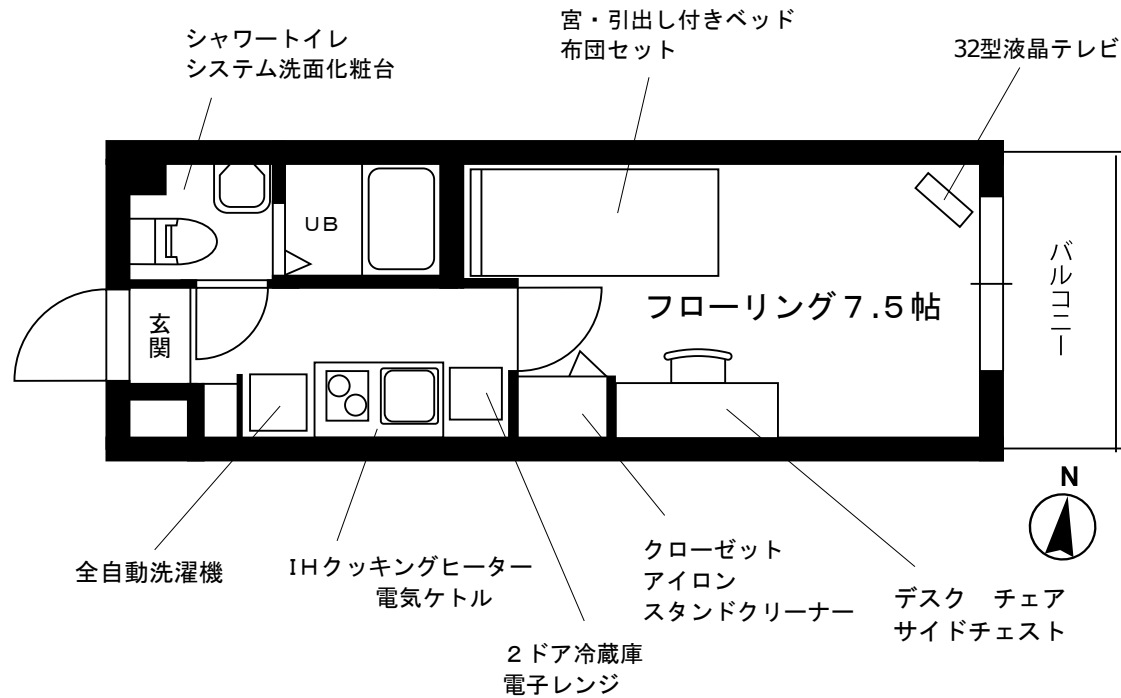 シャワートイレ
システム洗面化粧台
宮・引出し付きベッド
布団セット
32型液晶テレビ
UB
バルコニー
フローリング７.５帖
玄関
N
全自動洗濯機
IHクッキングヒーター
電気ケトル
２ドア冷蔵庫
電子レンジ
クローゼット
アイロン
スタンドクリーナー
デスク　チェア
サイドチェスト